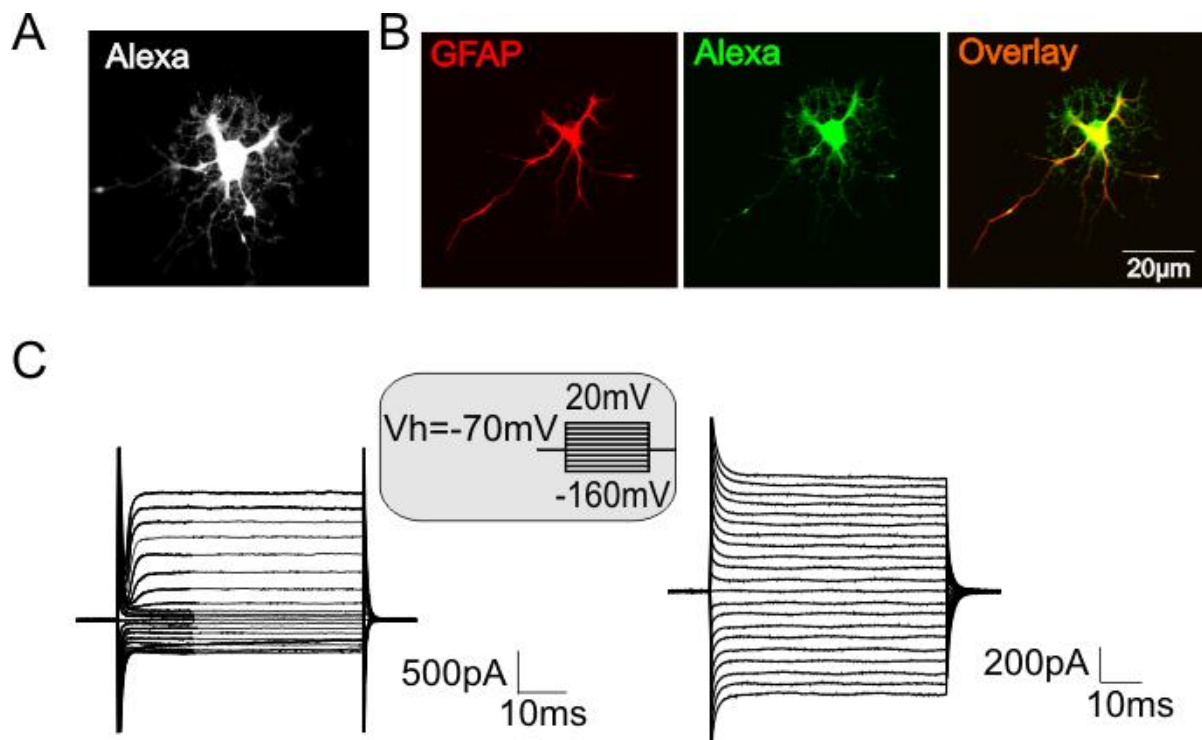 A
B
Alexa
GFAP
Alexa
Overlay
20µm
C
20mV
Vh=-70mV
-160mV
500pA
10ms
200pA
10ms